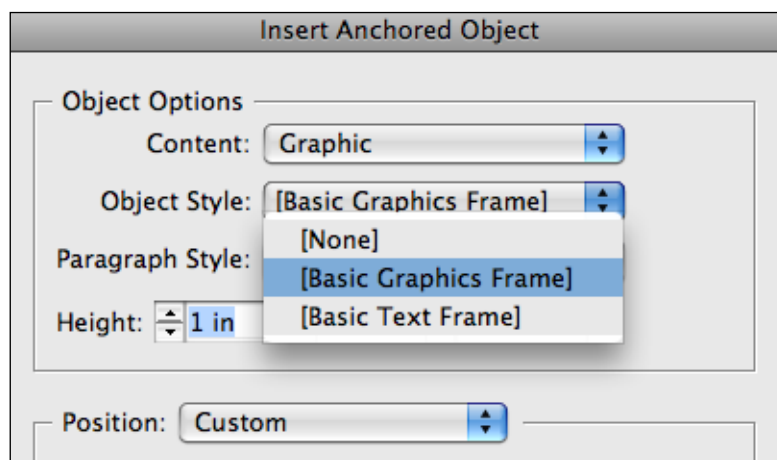 Insert Anchored Object
Object Options
Content: Graphic
Object Style: [Basic Graphics Frame]
[None]
Paragraph Style:
[Basic Graphics Frame]
Height: 1 in
[Basic Text Frame]
Position: Custom